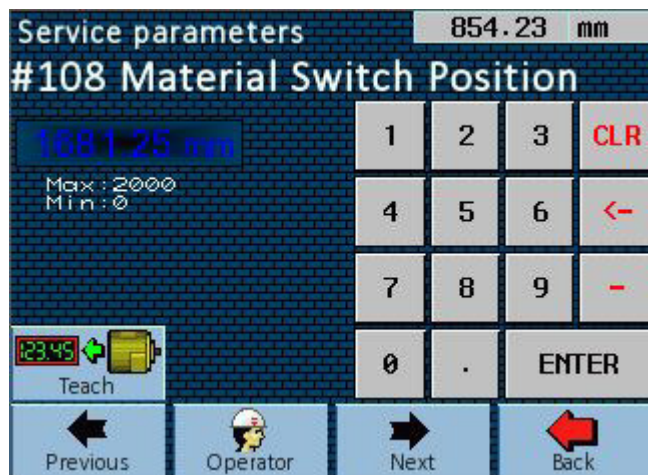 Service parameters 854.23 mm
#108 Material Switch Position
1681.25 mm
Max:2000
Min:0
1 2 3 CLR
4 5 6 <-
7 8 9 -
0 . ENTER
123.45
Teach
Previous Operator Next Back